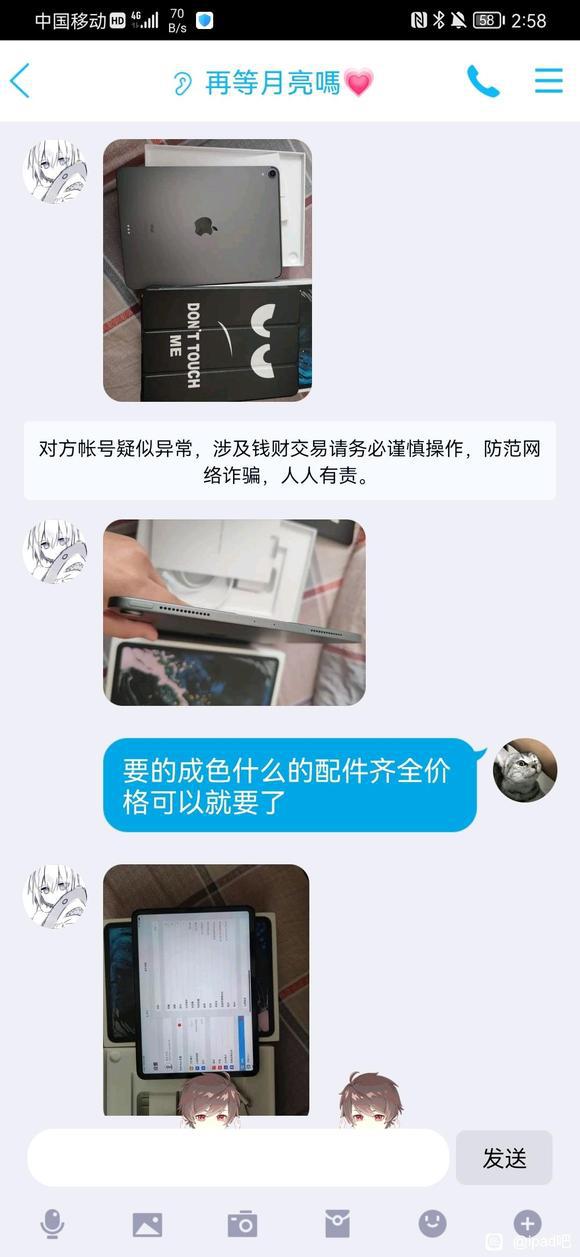 中国移动 HD 4G 70 B/s 58 2:58
再等月亮嗎
DON'T TOUCH
ME
对方帐号疑似异常，涉及钱财交易请务必谨慎操作，防范网
络诈骗，人人有责。
要的成色什么的配件齐全价
格可以就要了
发送
@ipad吧